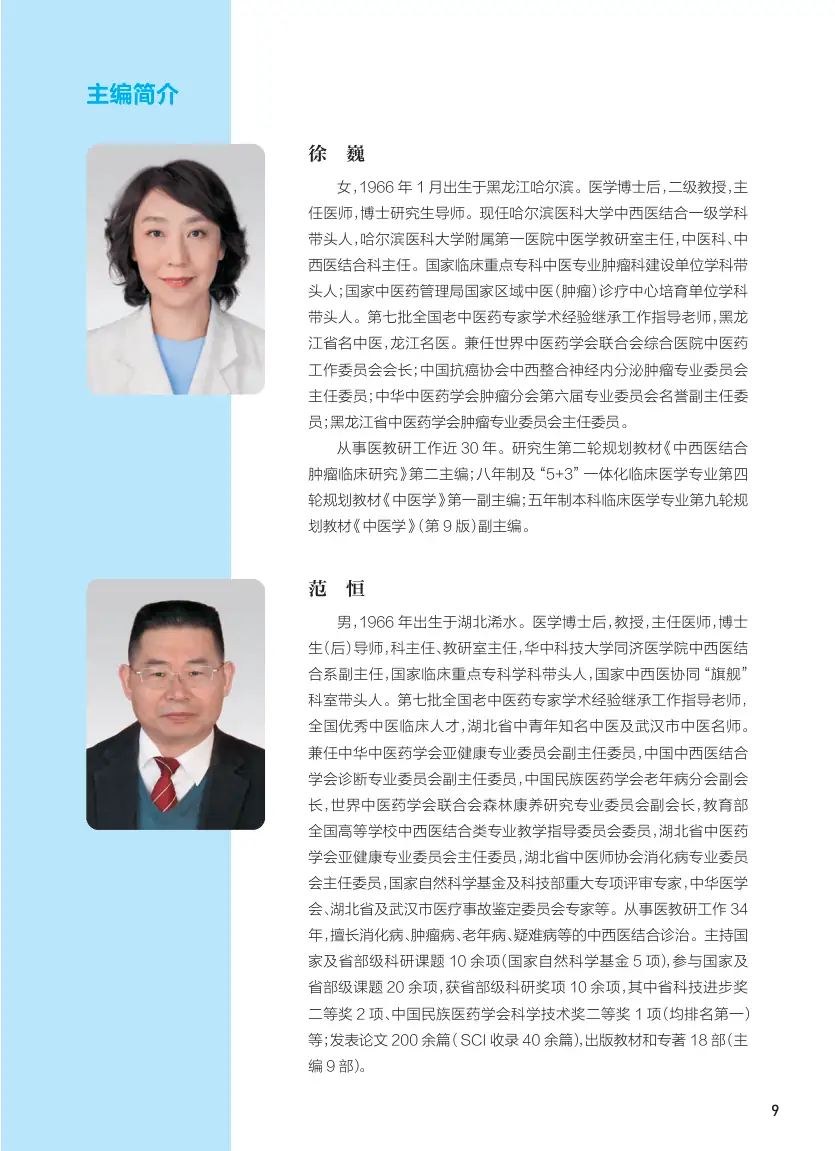 主编简介
徐 巍
女，1966 年 1 月出生于黑龙江哈尔滨。医学博士后，二级教授，主
任医师，博士研究生导师。现任哈尔滨医科大学中西医结合一级学科
带头人，哈尔滨医科大学附属第一医院中医学教研室主任，中医科、中
西医结合科主任。国家临床重点专科中医专业肿瘤科建设单位学科带
头人；国家中医药管理局国家区域中医（肿瘤）诊疗中心培育单位学科
带头人。第七批全国老中医药专家学术经验继承工作指导老师，黑龙
江省名中医，龙江名医。兼任世界中医药学会联合会综合医院中医药
工作委员会会长；中国抗癌协会中西整合神经内分泌肿瘤专业委员会
主任委员；中华中医药学会肿瘤分会第六届专业委员会名誉副主任委
员；黑龙江省中医药学会肿瘤专业委员会主任委员。
从事医教研工作近 30 年。研究生第二轮规划教材《中西医结合
肿瘤临床研究》第二主编；八年制及“5+3”一体化临床医学专业第四
轮规划教材《中医学》第一副主编；五年制本科临床医学专业第九轮规
划教材《中医学》（第 9 版）副主编。
范 恒
男，1966 年出生于湖北浠水。医学博士后，教授，主任医师，博士
生（后）导师，科主任、教研室主任，华中科技大学同济医学院中西医结
合系副主任，国家临床重点专科学科带头人，国家中西医协同“旗舰”
科室带头人。第七批全国老中医药专家学术经验继承工作指导老师，
全国优秀中医临床人才，湖北省中青年知名中医及武汉市中医名师。
兼任中华中医药学会亚健康专业委员会副主任委员，中国中西医结合
学会诊断专业委员会副主任委员，中国民族医药学会老年病分会副会
长，世界中医药学会联合会森林康养研究专业委员会副会长，教育部
全国高等学校中西医结合类专业教学指导委员会委员，湖北省中医药
学会亚健康专业委员会主任委员，湖北省中医师协会消化病专业委员
会主任委员，国家自然科学基金及科技部重大专项评审专家，中华医学
会、湖北省及武汉市医疗事故鉴定委员会专家等。从事医教研工作 34
年，擅长消化病、肿瘤病、老年病、疑难病等的中西医结合诊治。主持国
家及省部级科研课题 10 余项（国家自然科学基金 5 项），参与国家及
省部级课题 20 余项，获省部级科研奖项 10 余项，其中省科技进步奖
二等奖 2 项、中国民族医药学会科学技术奖二等奖 1 项（均排名第一）
等；发表论文 200 余篇（SCI 收录 40 余篇），出版教材和专著 18 部（主
编 9 部）。
9